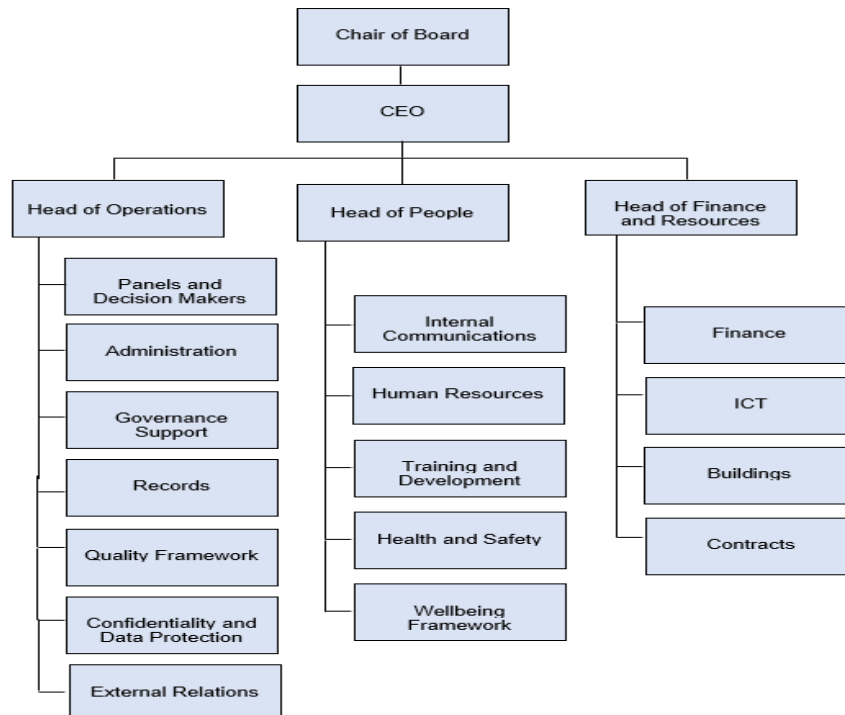 Chair of Board
CEO
Head of Operations
Panels and
Decision Makers
Administration
Governance
Support
Records
Quality Framework
Confidentiality and
Data Protection
External Relations
Head of People
Internal
Communications
Human Resources
Training and
Development
Health and Safety
Wellbeing
Framework
Head of Finance
and Resources
Finance
ICT
Buildings
Contracts